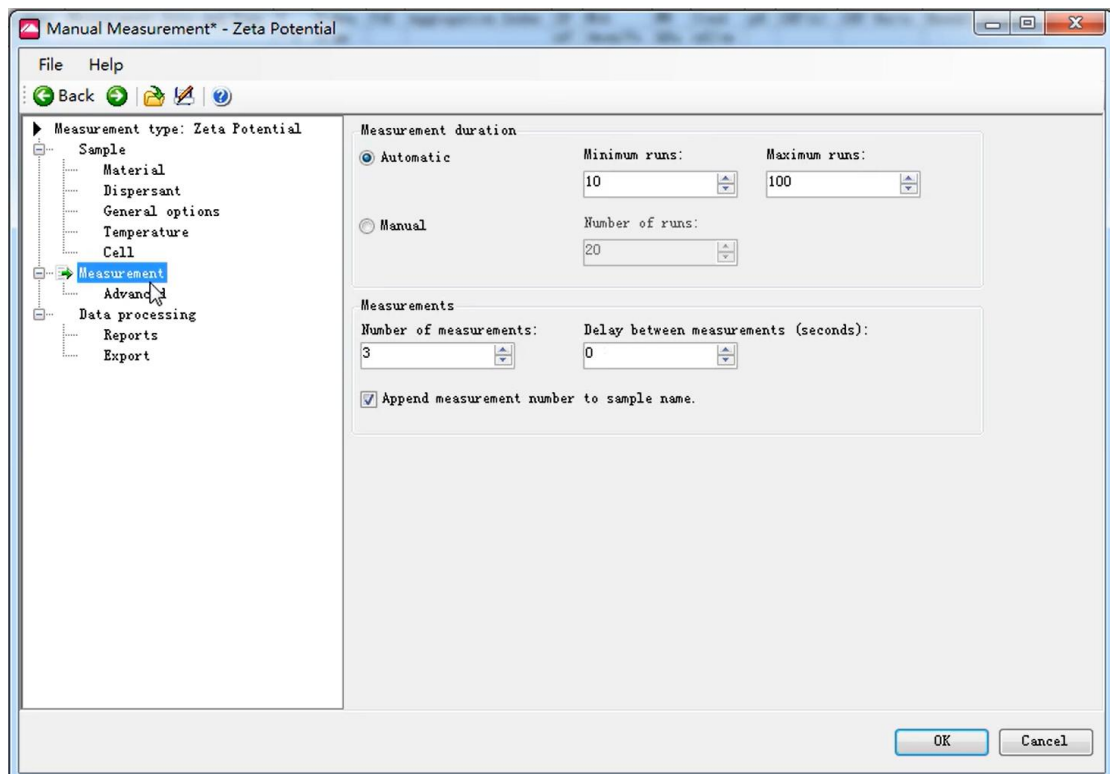 Manual Measurement* - Zeta Potential
File Help
Back
Measurement type: Zeta Potential
Sample
Material
Dispersant
General options
Temperature
Cell
Measurement
Advanced
Data processing
Reports
Export
Measurement duration
Automatic
Minimum runs: Maximum runs:
10 100
Manual
Number of runs:
20
Measurements
Number of measurements: Delay between measurements (seconds):
3 0
Append measurement number to sample name.
OK Cancel